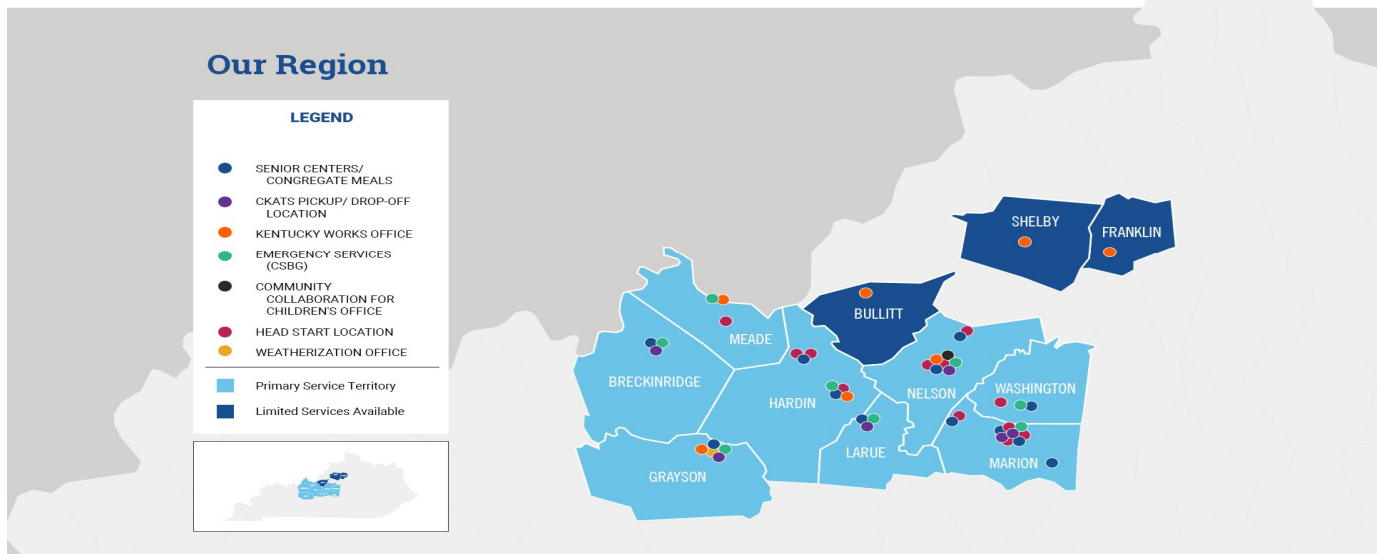 Our Region
LEGEND
SENIOR CENTERS/
CONGREGATE MEALS
CKATS PICKUP/ DROP-OFF
LOCATION
KENTUCKY WORKS OFFICE
EMERGENCY SERVICES
(CSBG)
COMMUNITY
COLLABORATION FOR
CHILDREN'S OFFICE
HEAD START LOCATION
WEATHERIZATION OFFICE
Primary Service Territory
Limited Services Available
SHELBY
FRANKLIN
BULLITT
MEADE
BRECKINRIDGE
HARDIN
NELSON
WASHINGTON
LARUE
MARION
GRAYSON